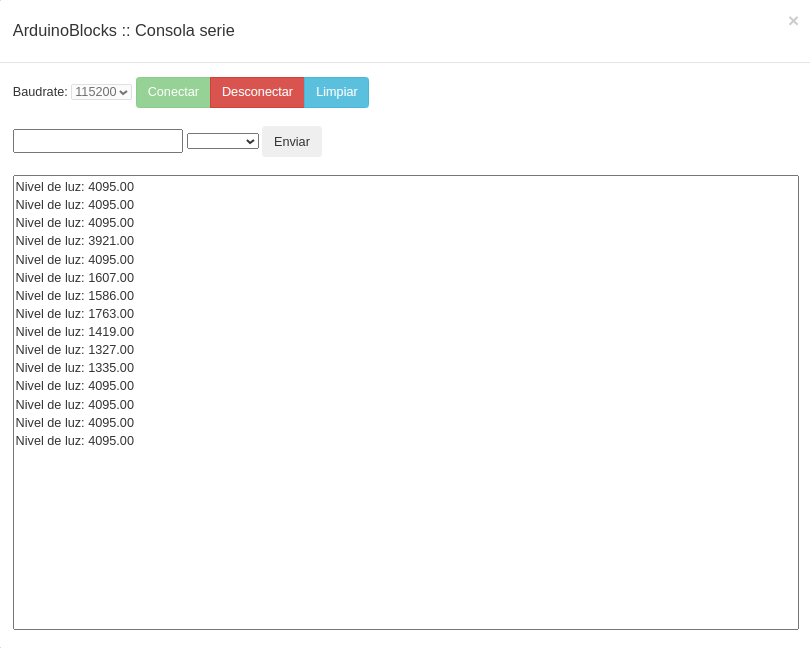 ArduinoBlocks :: Consola serie
×
Baudrate: 115200 Conectar Desconectar Limpiar
Enviar
Nivel de luz: 4095.00
Nivel de luz: 4095.00
Nivel de luz: 4095.00
Nivel de luz: 3921.00
Nivel de luz: 4095.00
Nivel de luz: 1607.00
Nivel de luz: 1586.00
Nivel de luz: 1763.00
Nivel de luz: 1419.00
Nivel de luz: 1327.00
Nivel de luz: 1335.00
Nivel de luz: 4095.00
Nivel de luz: 4095.00
Nivel de luz: 4095.00
Nivel de luz: 4095.00